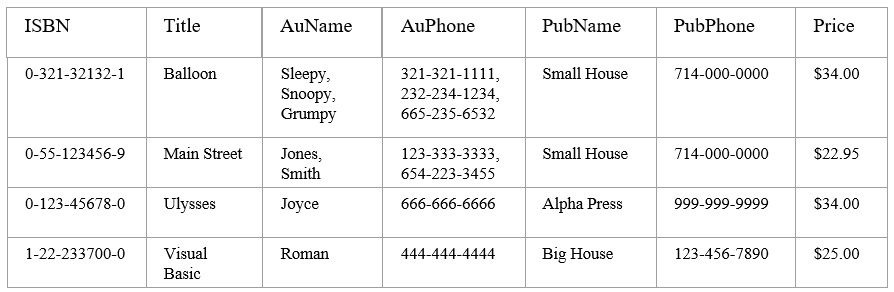 ISBN Title AuName AuPhone PubName PubPhone Price
0-321-32132-1 Balloon Sleepy, 321-321-1111, Small House 714-000-0000 $34.00
Snoopy, 232-234-1234,
Grumpy 665-235-6532
0-55-123456-9 Main Street Jones, 123-333-3333, Small House 714-000-0000 $22.95
Smith 654-223-3455
0-123-45678-0 Ulysses Joyce 666-666-6666 Alpha Press 999-999-9999 $34.00
1-22-233700-0 Visual Roman 444-444-4444 Big House 123-456-7890 $25.00
Basic